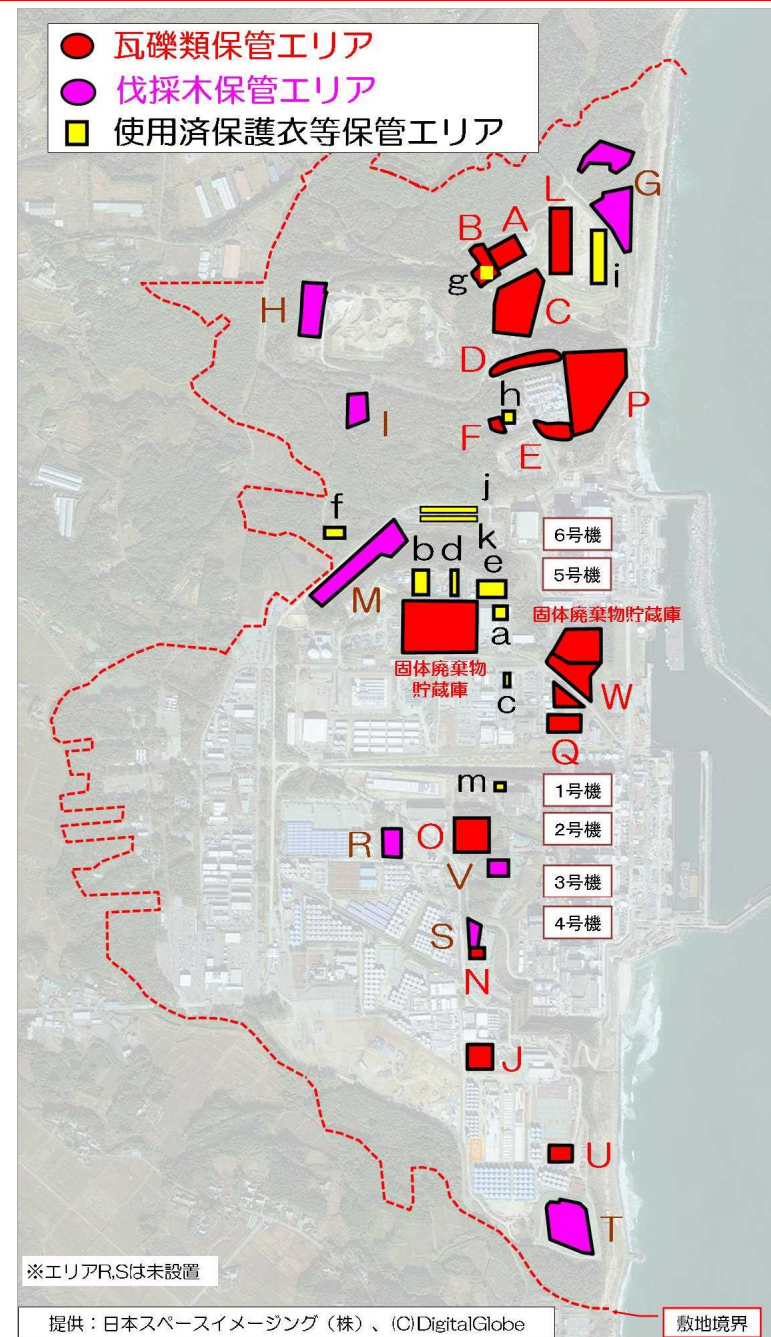 瓦礫類保管エリア
伐採木保管エリア
使用済保護衣等保管エリア
G
L
A
B
g
i
H
C
D
P
h
I
F
E
j
f
k
6号機
b
d
e
5号機
M
a
固体廃棄物貯蔵庫
固体廃棄物
貯蔵庫
c
W
Q
m
1号機
O
2号機
R
V
3号機
S
4号機
N
J
U
T
※エリアR,Sは未設置
提供：日本スペースイメージング（株）、(C)DigitalGlobe
敷地境界